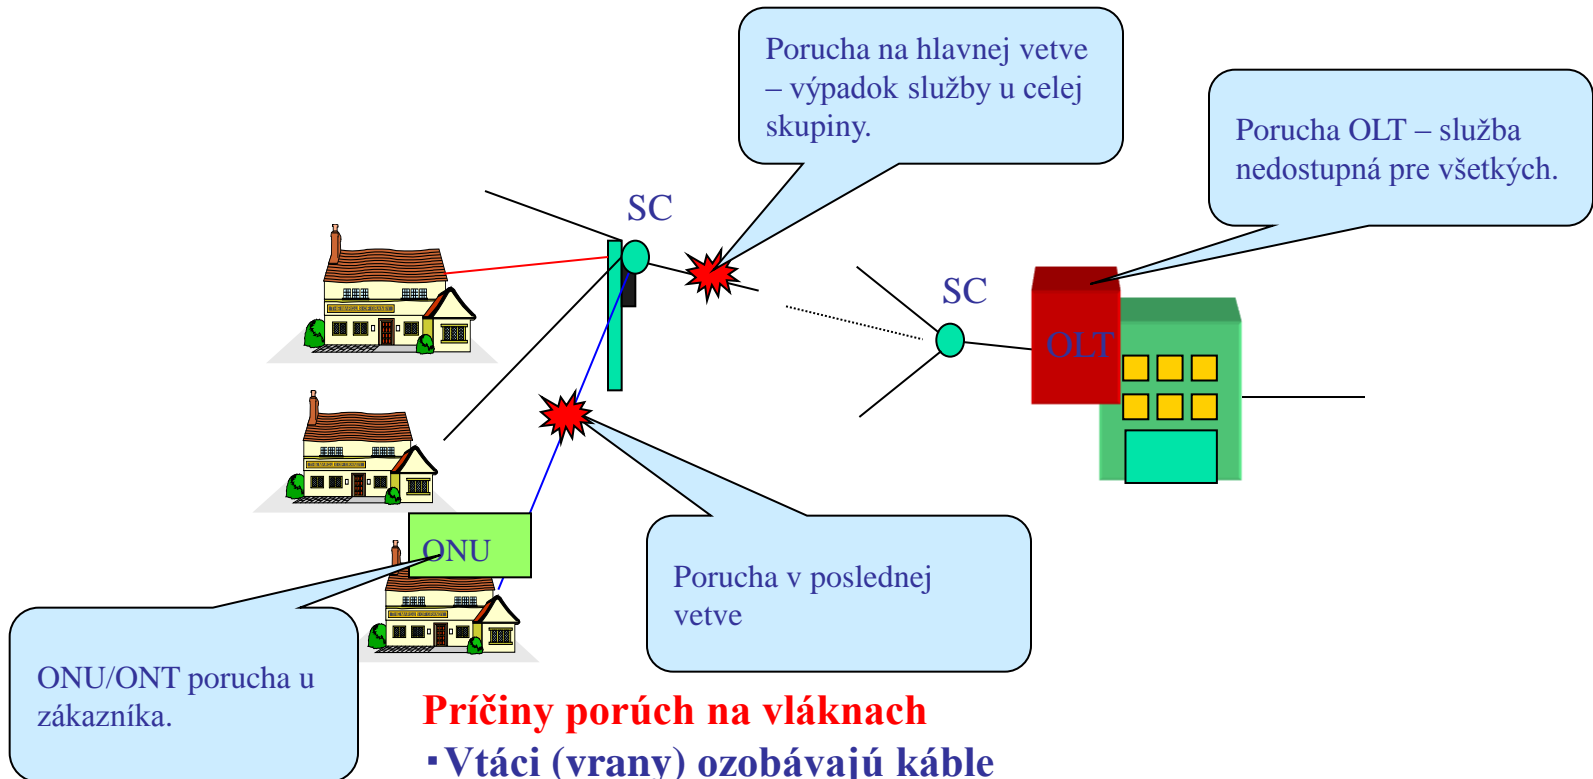 Porucha na hlavnej vetve
– výpadok služby u celej
skupiny.
Porucha OLT – služba
nedostupná pre všetkých.
SC
SC
OLT
ONU
Porucha v poslednej
vetve
ONU/ONT porucha u
zákazníka.
Príčiny porúch na vláknach
▪Vtáci (vrany) ozobávajú káble